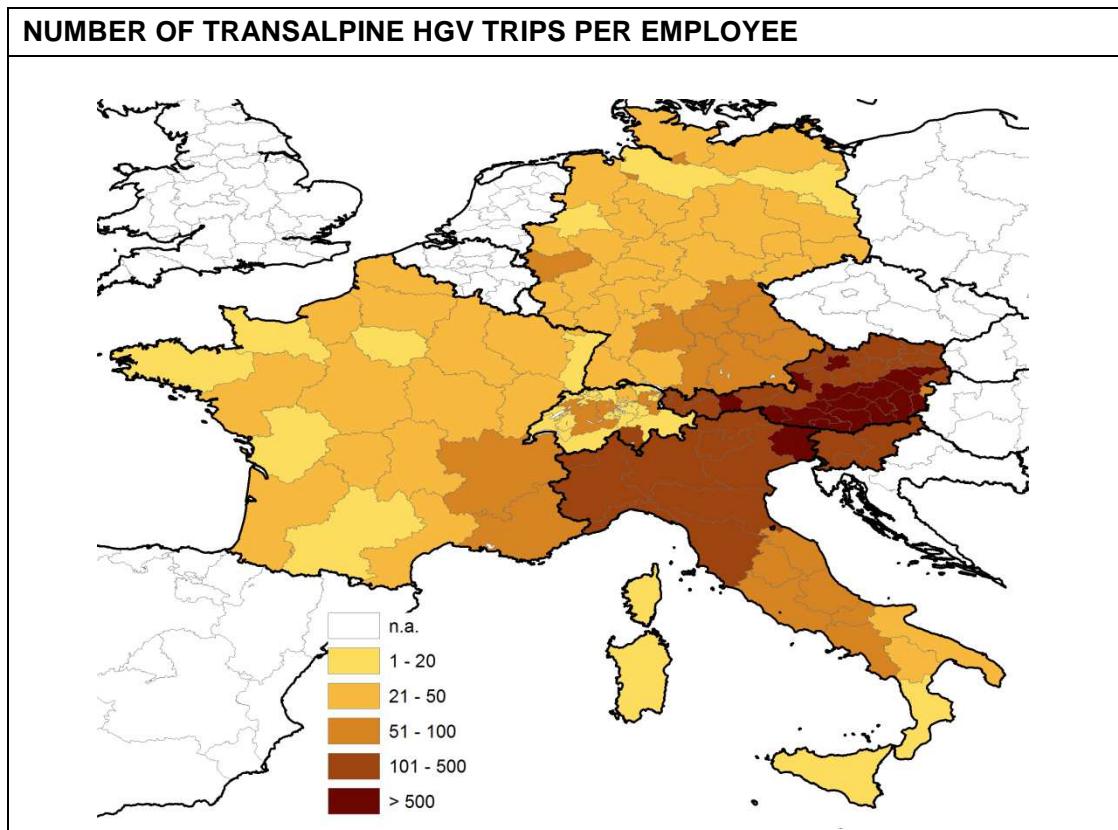 NUMBER OF TRANSALPINE HGV TRIPS PER EMPLOYEE
n.a.
1 - 20
21 - 50
51 - 100
101 - 500
> 500